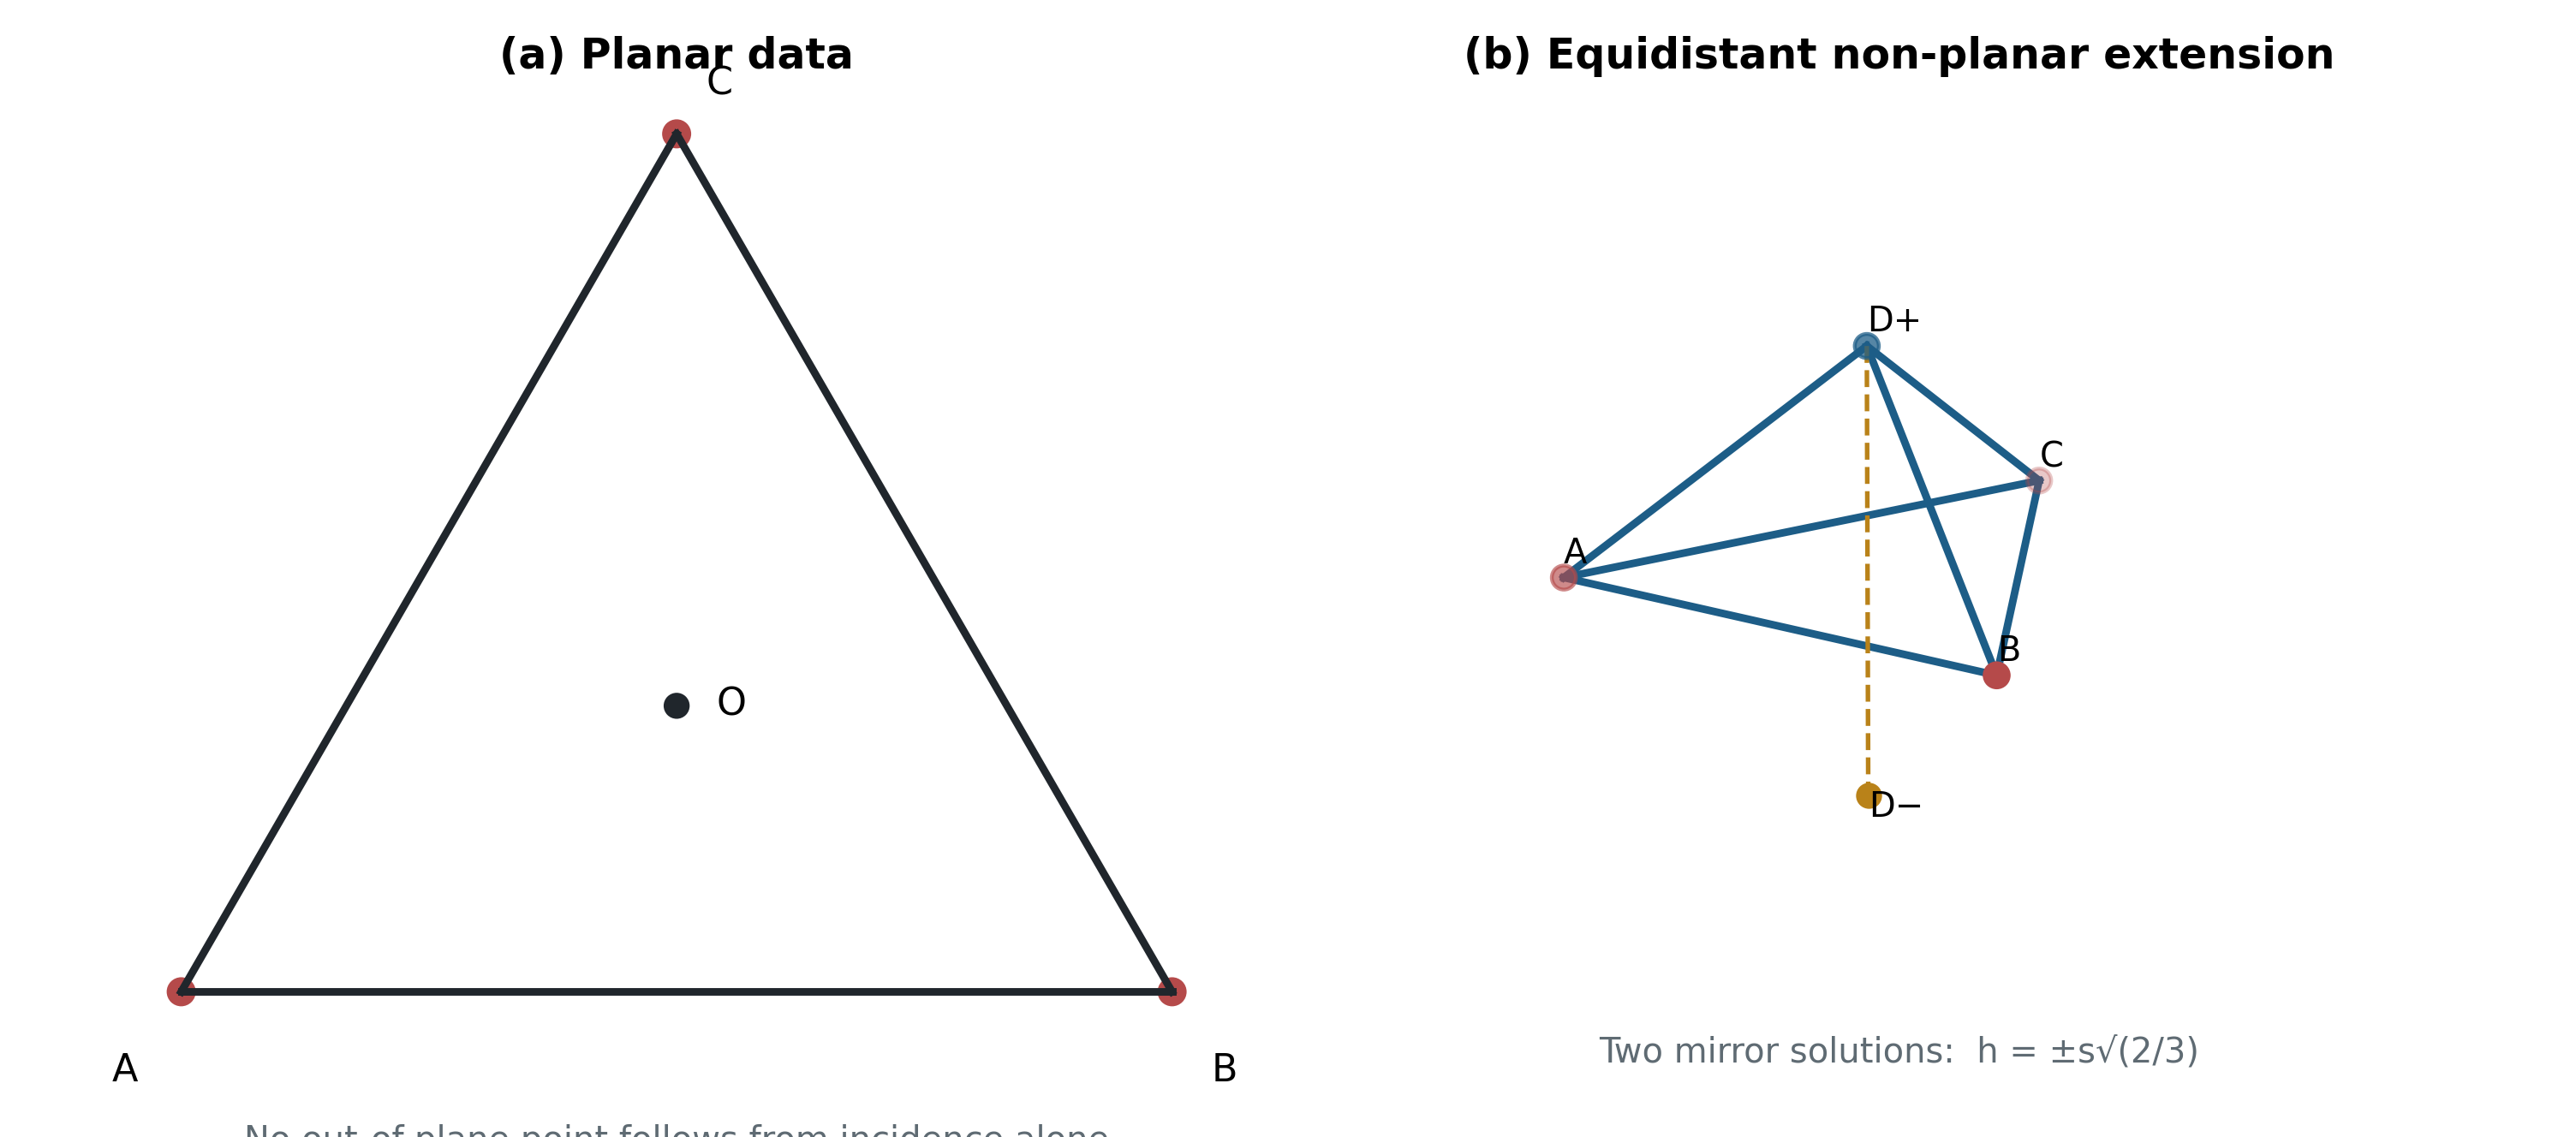 (a) Planar data
C
O
A
B
No out-of-plane point follows from incidence alone
(b) Equidistant non-planar extension
D+
C
A
B
D−
Two mirror solutions:  h = ±s√(2/3)